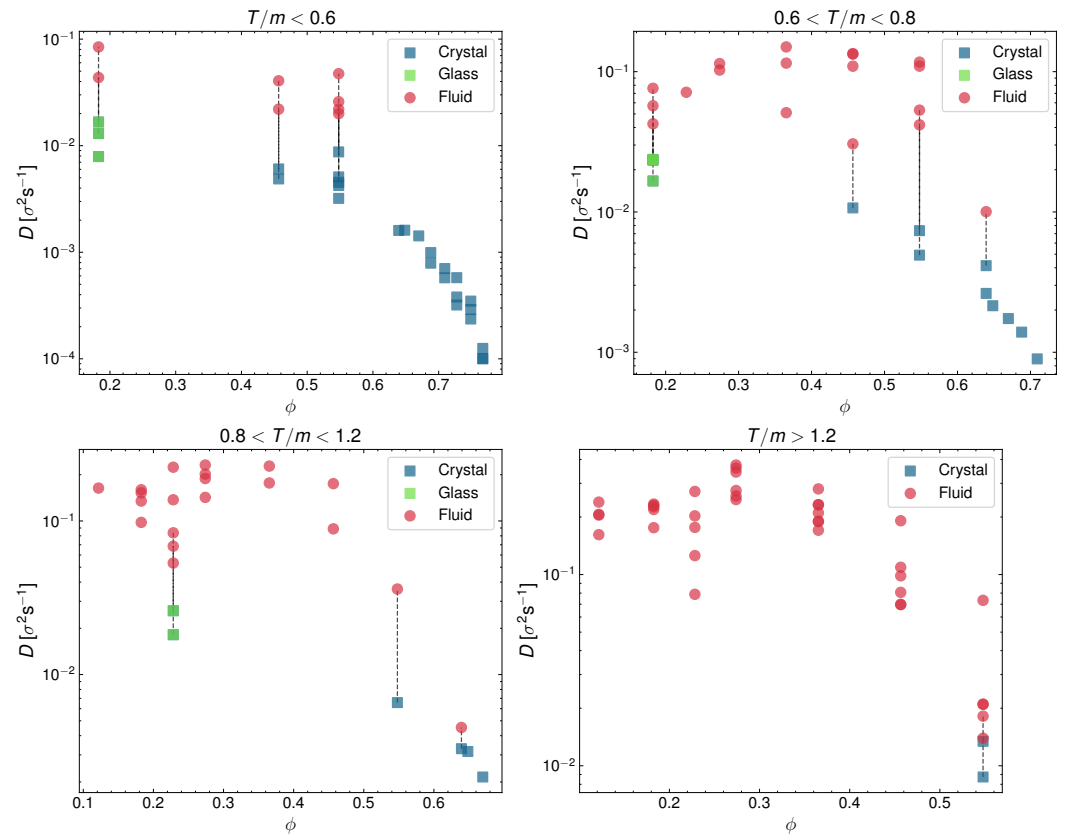 T/m < 0.6
10⁻¹
10⁻²
10⁻³
10⁻⁴
D [σ²s⁻¹]
Crystal
Glass
Fluid
0.2 0.3 0.4 0.5 0.6 0.7
ϕ
0.6 < T/m < 0.8
10⁻¹
10⁻²
10⁻³
D [σ²s⁻¹]
Crystal
Glass
Fluid
0.2 0.3 0.4 0.5 0.6 0.7
ϕ
0.8 < T/m < 1.2
10⁻¹
10⁻²
D [σ²s⁻¹]
Crystal
Glass
Fluid
0.1 0.2 0.3 0.4 0.5 0.6
ϕ
T/m > 1.2
10⁻¹
10⁻²
D [σ²s⁻¹]
Crystal
Fluid
0.2 0.3 0.4 0.5
ϕ